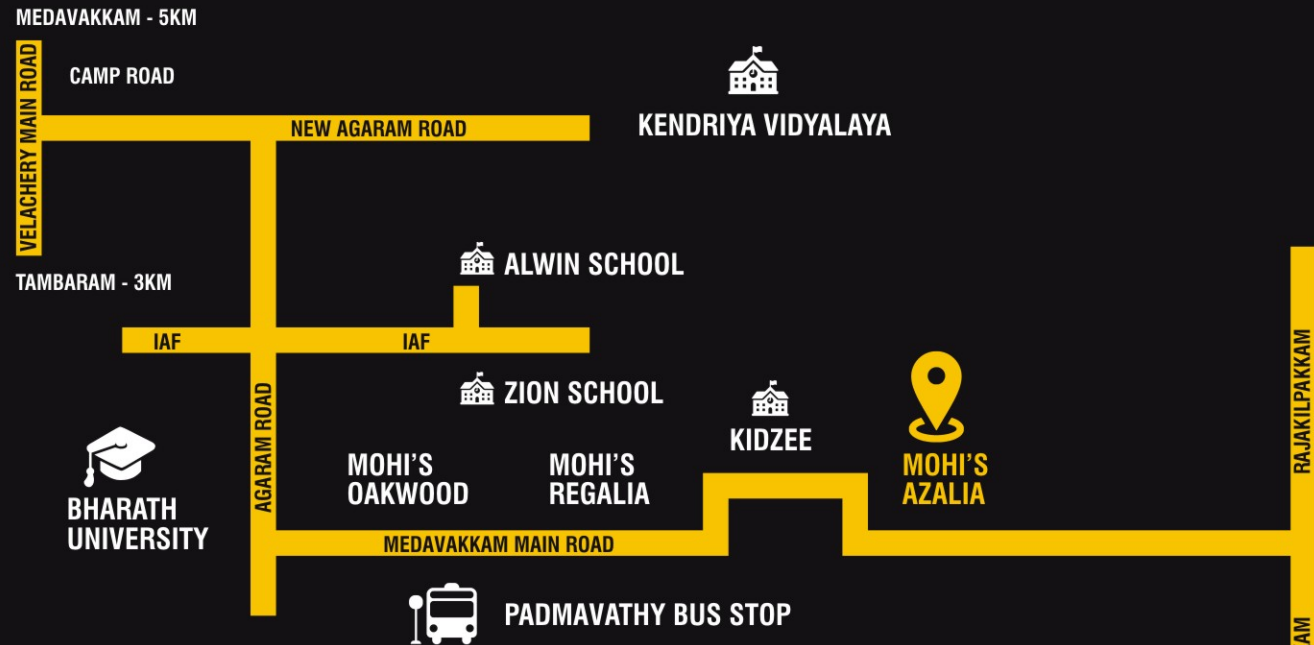 MEDAVAKKAM - 5KM
VELACHERY MAIN ROAD
CAMP ROAD
NEW AGARAM ROAD
KENDRIYA VIDYALAYA
ALWIN SCHOOL
TAMBARAM - 3KM
IAF
IAF
RAJAKILPAKKAM
ZION SCHOOL
AGARAM ROAD
KIDZEE
MOHI'S
OAKWOOD
MOHI'S
REGALIA
MOHI'S
AZALIA
BHARATH
UNIVERSITY
MEDAVAKKAM MAIN ROAD
PADMAVATHY BUS STOP